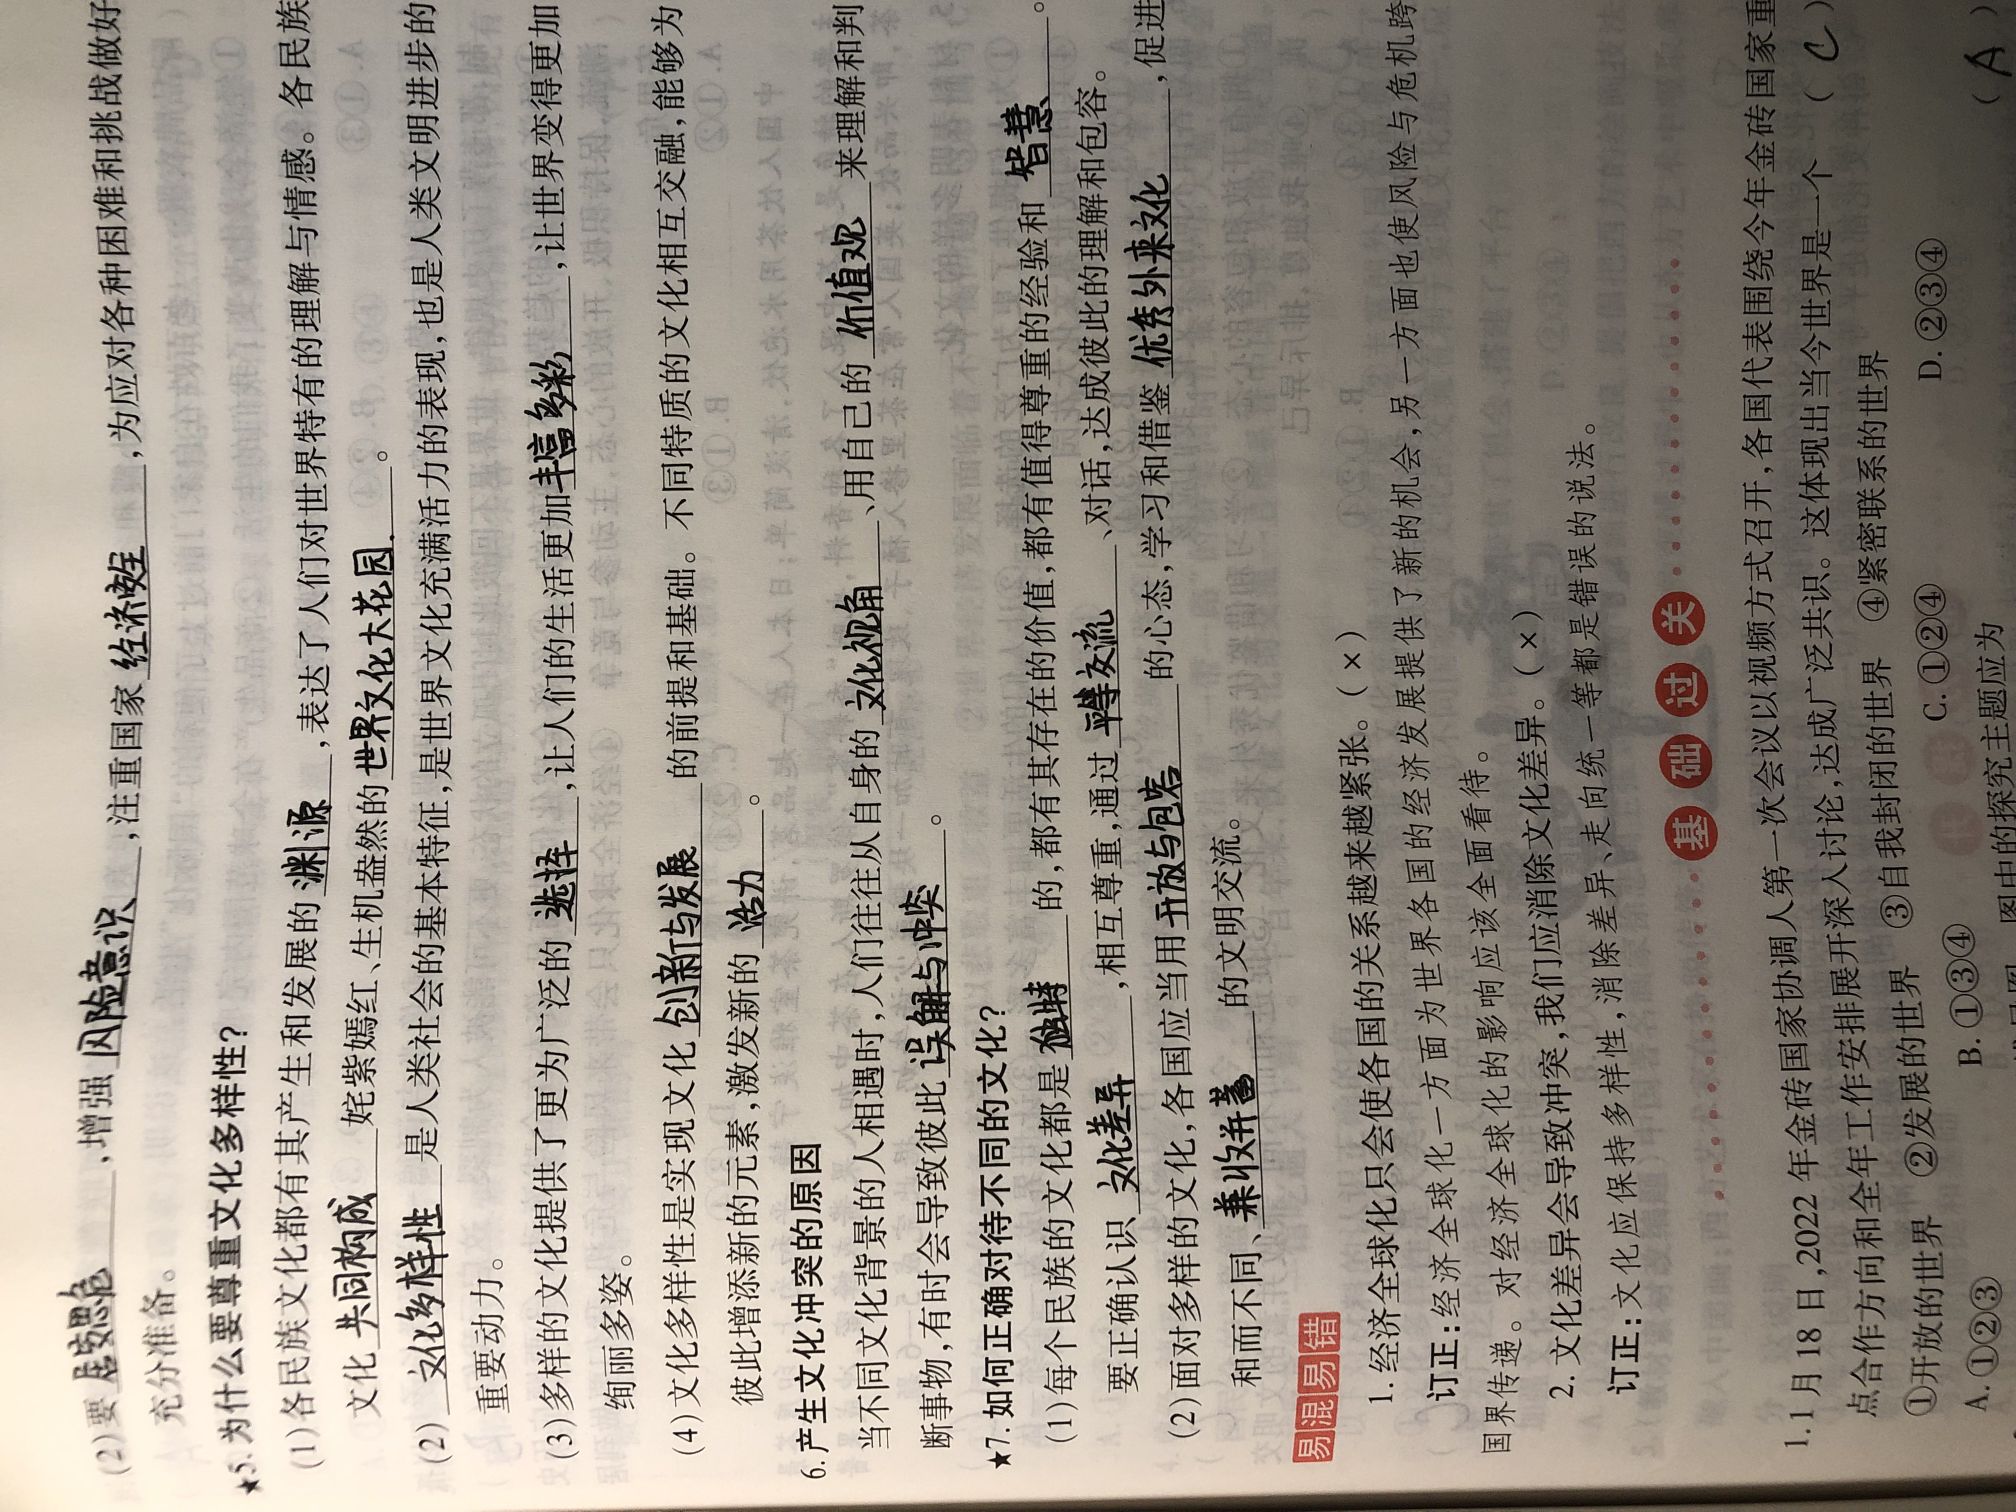 (2)要居安思危,增强风险意识,注重国家经济安全,为应对各种困难和挑战做好
充分准备。
★5.为什么要尊重文化多样性?
(1)各民族文化都有其产生和发展的渊源,表达了人们对世界特有的理解与情感。各民族
文化共同构成姹紫嫣红、生机盎然的世界文化大花园。
(2)文化多样性是人类社会的基本特征,是世界文化充满活力的表现,也是人类文明进步的
重要动力。
(3)多样的文化提供了更为广泛的选择,让人们的生活更加丰富多彩,让世界变得更加
绚丽多姿。
(4)文化多样性是实现文化创新与发展的前提和基础。不同特质的文化相互交融,能够为
彼此增添新的元素,激发新的活力。
6.产生文化冲突的原因
当不同文化背景的人相遇时,人们往往从自身的文化视角、用自己的价值观来理解和判
断事物,有时会导致彼此误解与冲突。
★7.如何正确对待不同的文化?
(1)每个民族的文化都是独特的,都有其存在的价值,都有值得尊重的经验和智慧。
要正确认识文化差异,相互尊重,通过平等交流、对话,达成彼此的理解和包容。
(2)面对多样的文化,各国应当用开放与包容的心态,学习和借鉴优秀外来文化,促进
和而不同、兼收并蓄的文明交流。
易混易错
1.经济全球化只会使各国的关系越来越紧张。(×)
订正:经济全球化一方面为世界各国的经济发展提供了新的机会,另一方面也使风险与危机跨
国界传递。对经济全球化的影响应该全面看待。
2.文化差异会导致冲突,我们应消除文化差异。(×)
订正:文化应保持多样性,消除差异、走向统一等都是错误的说法。
基础过关
1.1月18日,2022年金砖国家协调人第一次会议以视频方式召开,各国代表围绕今年金砖国家重
点合作方向和全年工作安排展开深入讨论,达成广泛共识。这体现出当今世界是一个 (C)
①开放的世界 ②发展的世界 ③自我封闭的世界 ④紧密联系的世界
A.①②③ B.①③④ C.①②④ D.②③④
图中的探究主题应为 (A)